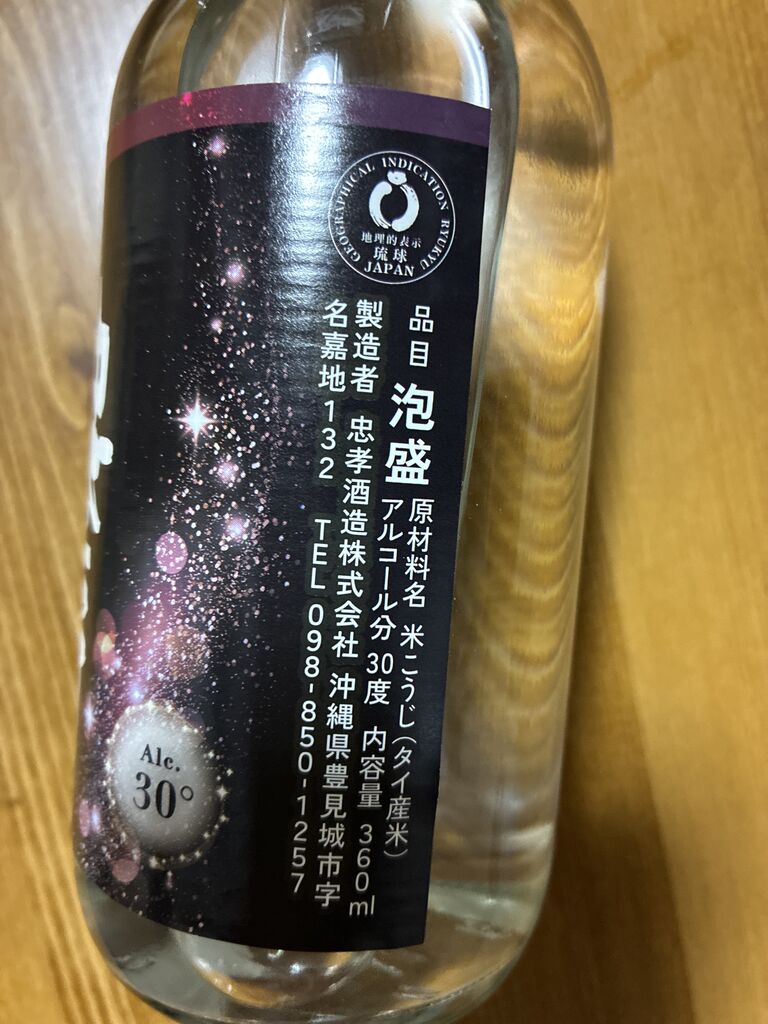 GEOGRAPHICAL INDICATION RYUKYU
地理的表示
琉球
JAPAN
品目 泡盛 原材料名 米こうじ(タイ産米)
アルコール分 30度 内容量 360ml
製造者 忠孝酒造株式会社 沖縄県豊見城市字
名嘉地132 TEL 098-850-1257
Alc.
30°